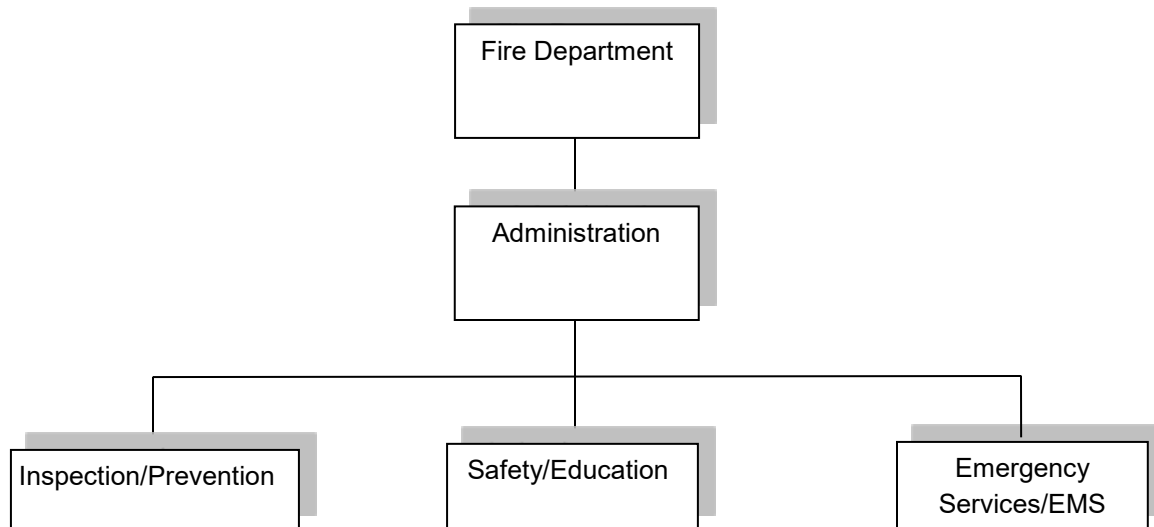 Fire Department
Administration
Inspection/Prevention
Safety/Education
Emergency
Services/EMS